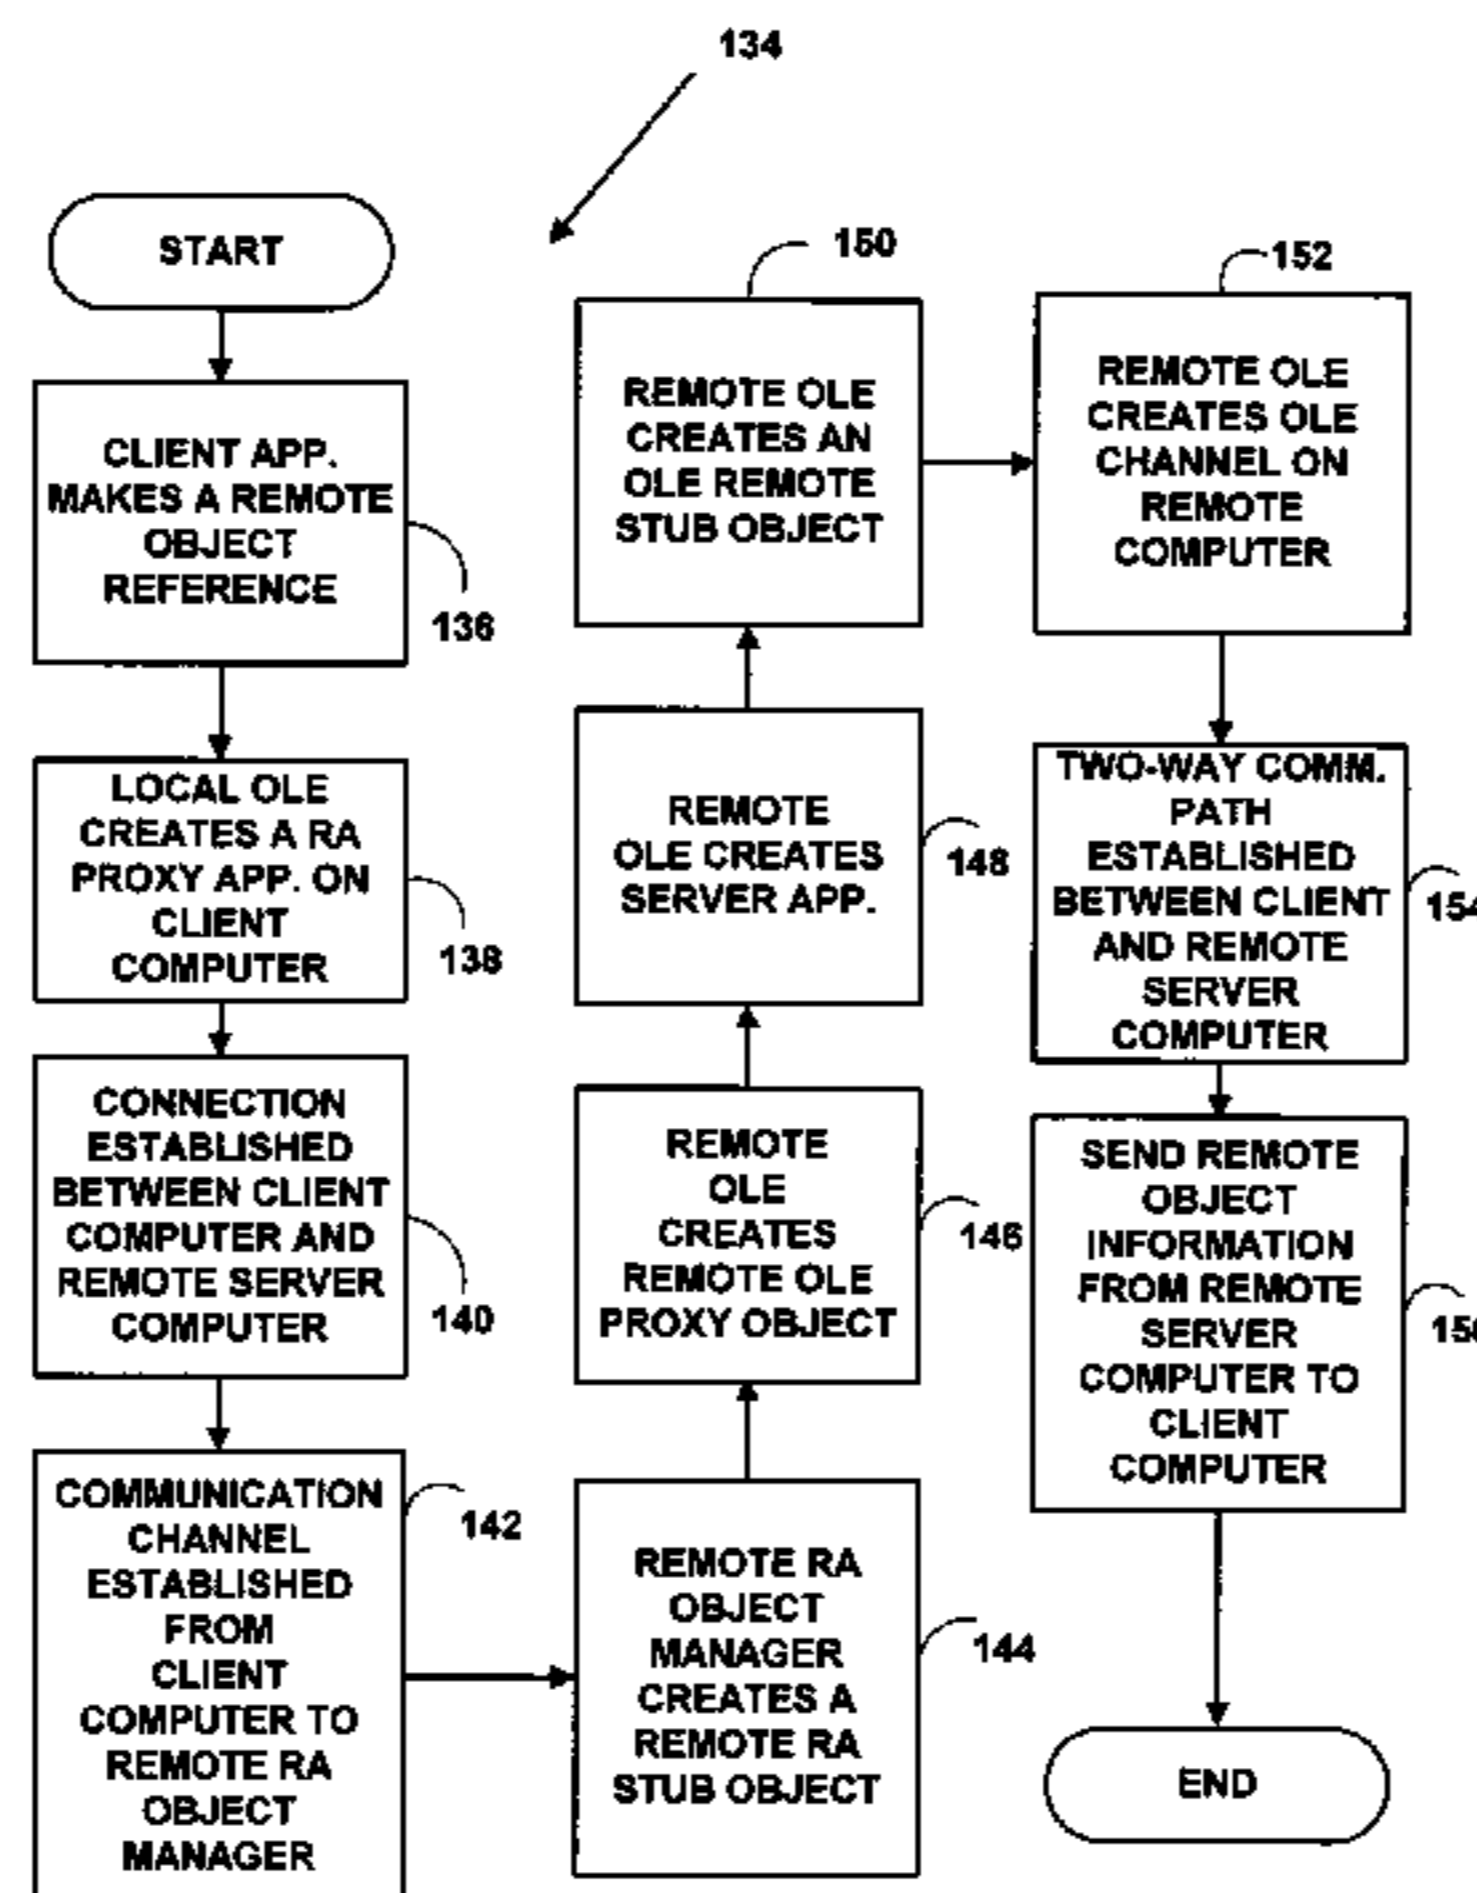 134
START
CLIENT APP.
MAKES A REMOTE
OBJECT
REFERENCE
136
LOCAL OLE
CREATES A RA
PROXY APP. ON
CLIENT
COMPUTER
138
CONNECTION
ESTABLISHED
BETWEEN CLIENT
COMPUTER AND
REMOTE SERVER
COMPUTER
140
COMMUNICATION
CHANNEL
ESTABLISHED
FROM
CLIENT
COMPUTER TO
REMOTE RA
OBJECT
MANAGER
142
REMOTE RA
OBJECT
MANAGER
CREATES A
REMOTE RA
STUB OBJECT
144
REMOTE
OLE
CREATES
REMOTE OLE
PROXY OBJECT
146
REMOTE
OLE CREATES
SERVER APP.
148
150
REMOTE OLE
CREATES AN
OLE REMOTE
STUB OBJECT
152
REMOTE OLE
CREATES OLE
CHANNEL ON
REMOTE
COMPUTER
TWO-WAY COMM.
PATH
ESTABLISHED
BETWEEN CLIENT
AND REMOTE
SERVER
COMPUTER
154
SEND REMOTE
OBJECT
INFORMATION
FROM REMOTE
SERVER
COMPUTER TO
CLIENT
COMPUTER
END